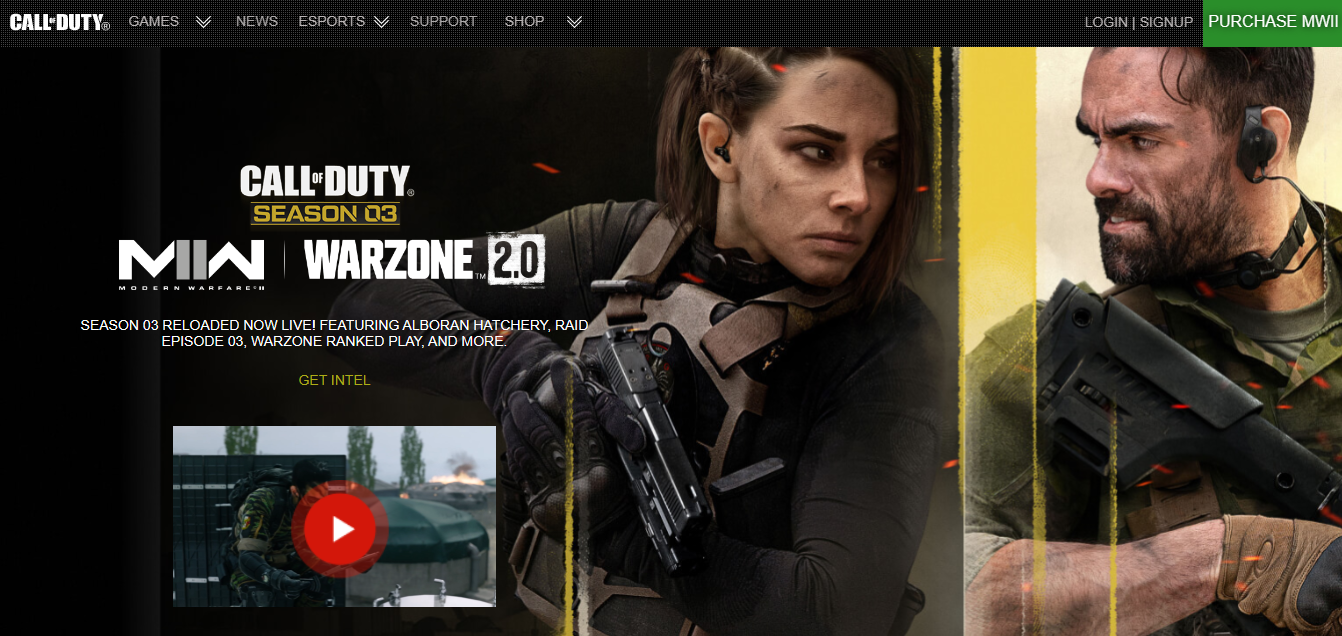 CALL OF DUTY® GAMES NEWS ESPORTS SUPPORT SHOP LOGIN | SIGNUP PURCHASE MWII
CALL OF DUTY®
SEASON 03
MIIW | WARZONE™ 2.0
MODERN WARFARE® II
SEASON 03 RELOADED NOW LIVE! FEATURING ALBORAN HATCHERY, RAID
EPISODE 03, WARZONE RANKED PLAY, AND MORE.
GET INTEL